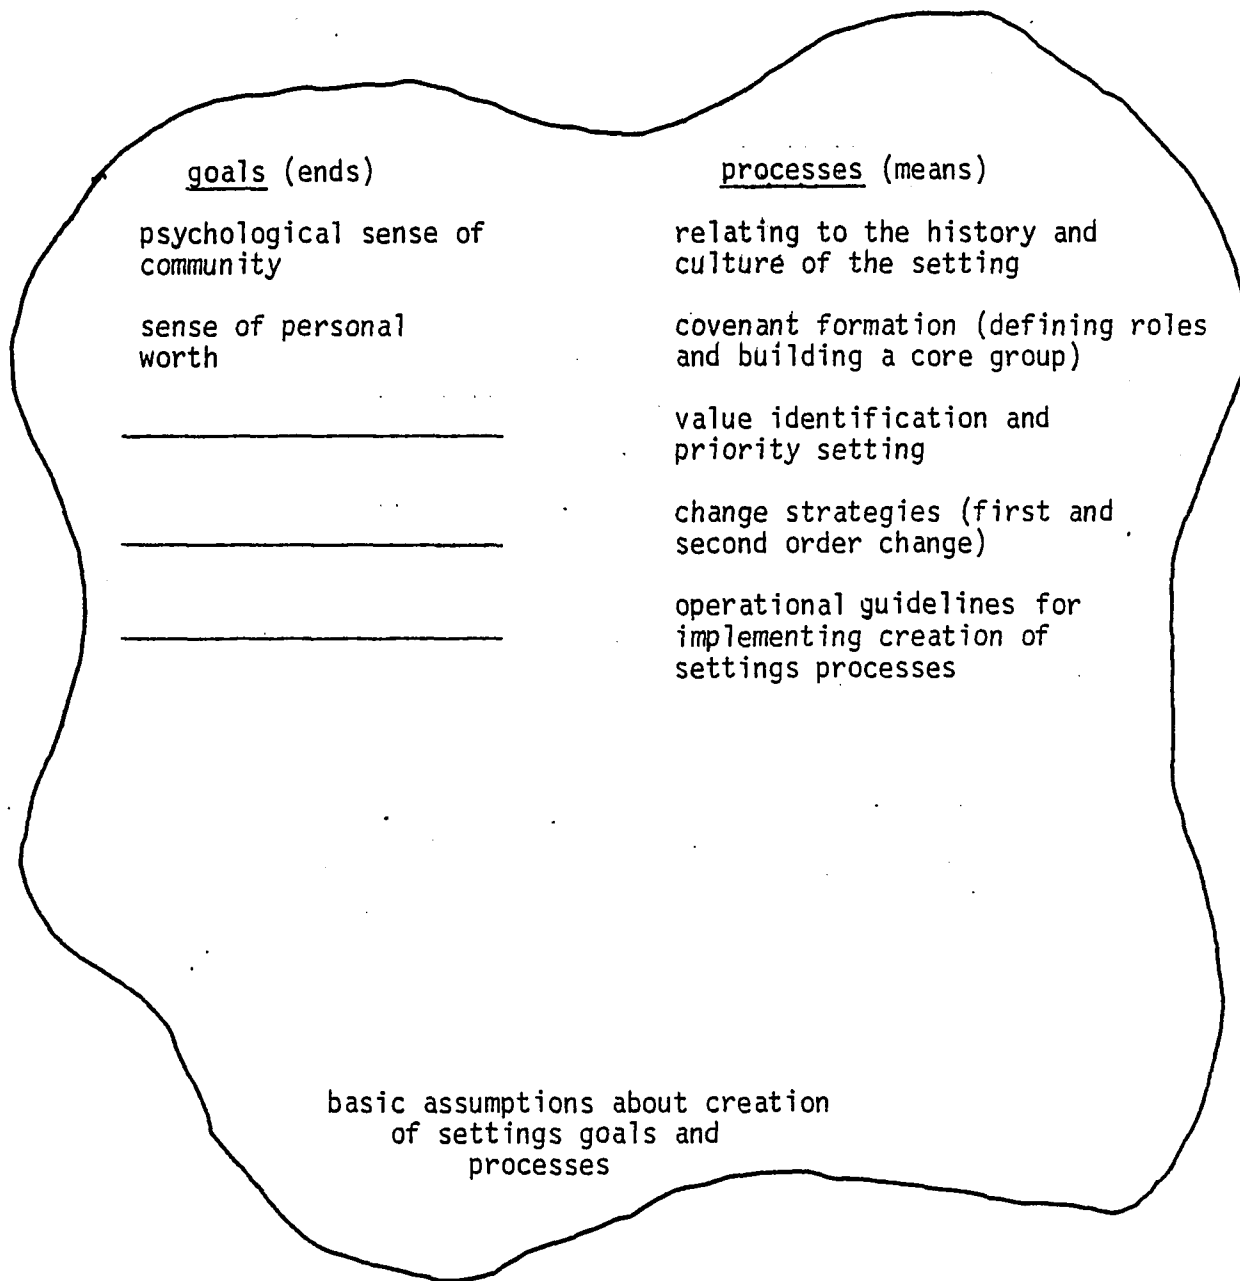 goals (ends)
psychological sense of
community
sense of personal
worth
processes (means)
relating to the history and
culture of the setting
covenant formation (defining roles
and building a core group)
value identification and
priority setting
change strategies (first and
second order change)
operational guidelines for
implementing creation of
settings processes
basic assumptions about creation
of settings goals and
processes